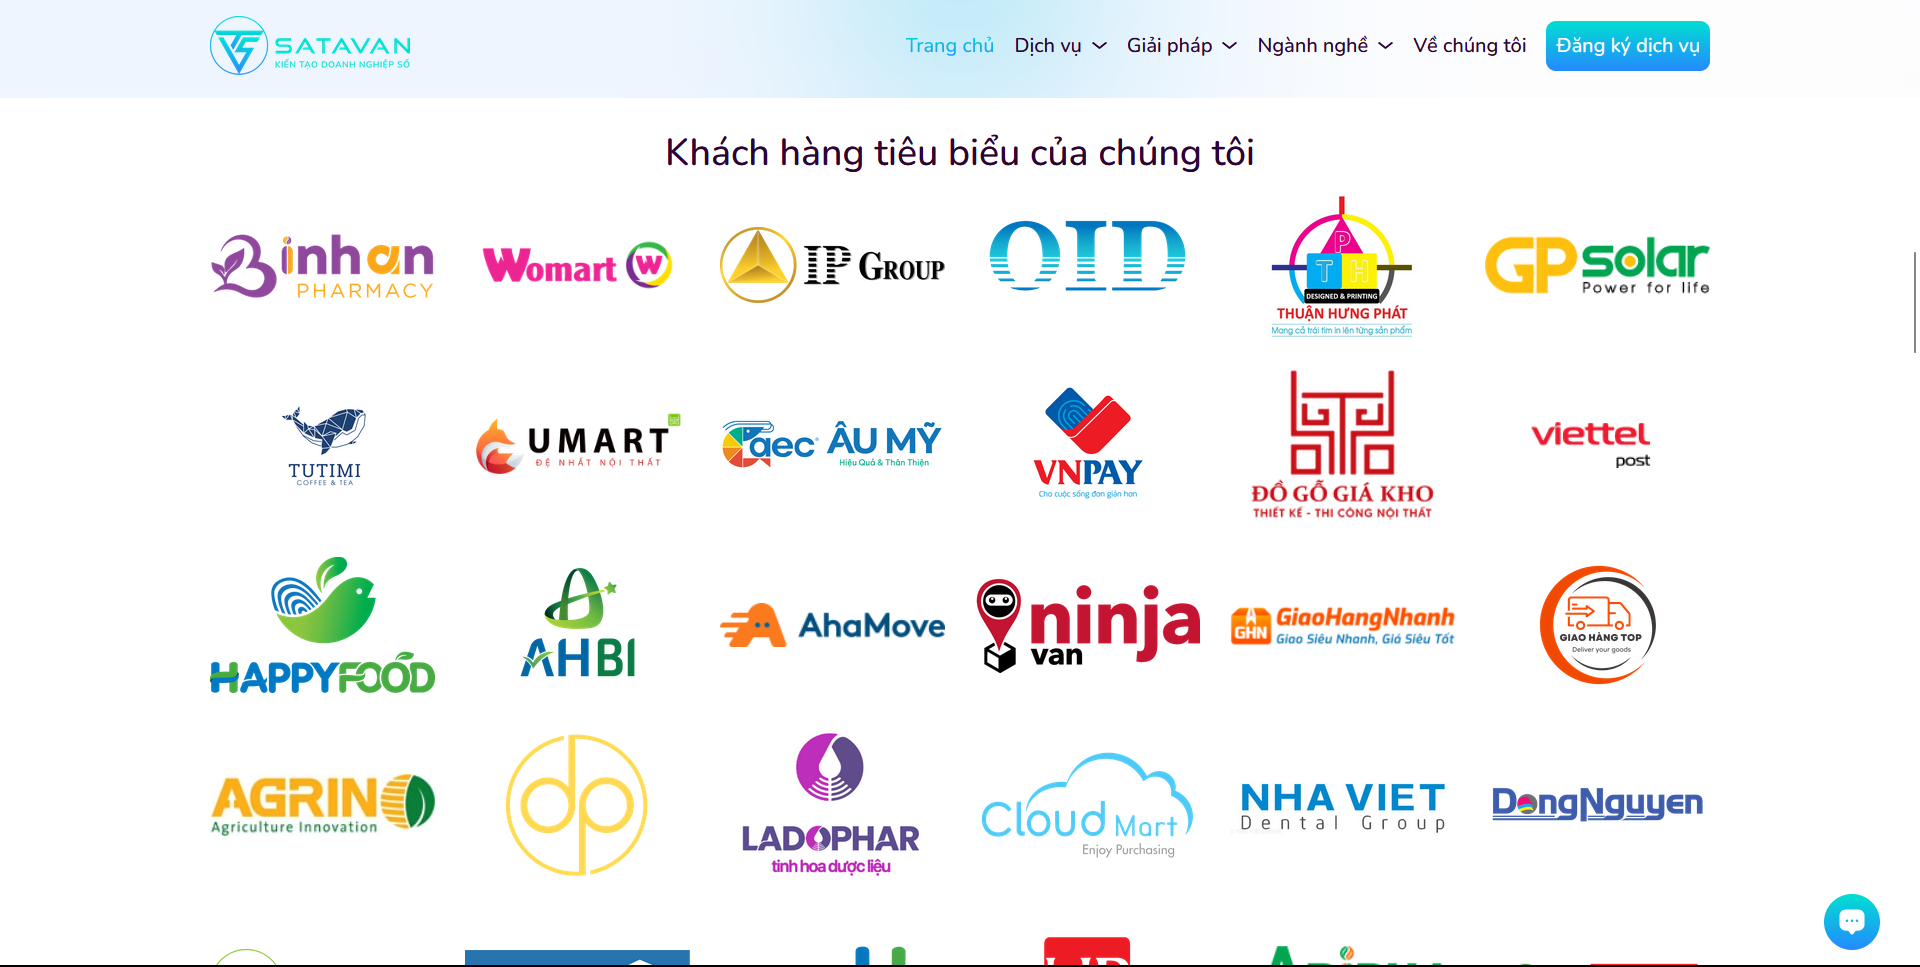 SATAVAN
KIẾN TẠO DOANH NGHIỆP SỐ
Trang chủ
Dịch vụ
Giải pháp
Ngành nghề
Về chúng tôi
Đăng ký dịch vụ
Khách hàng tiêu biểu của chúng tôi
Binh an
PHARMACY
Womart W
IP GROUP
OID
P
T H
DESIGNED & PRINTING
THUẬN HƯNG PHÁT
Mang cả trái tim in lên từng sản phẩm
GP solar
Power for life
TUTIMI
COFFEE & TEA
UMART
ĐỆ NHẤT NỘI THẤT
aec ÂU MỸ
Hiệu Quả & Thân Thiện
VNPAY
Cho cuộc sống đơn giản hơn
ĐỒ GỖ GIÁ KHO
THIẾT KẾ - THI CÔNG NỘI THẤT
viettel
post
HAPPYFOOD
AHBI
AhaMove
ninja
van
GHN
GiaoHangNhanh
Giao Siêu Nhanh, Giá Siêu Tốt
GIAO HÀNG TOP
Deliver your goods
AGRINO
Agriculture Innovation
dp
LADOPHAR
tinh hoa dược liệu
Cloud Mart
Enjoy Purchasing
NHA VIET
Dental Group
DongNguyen